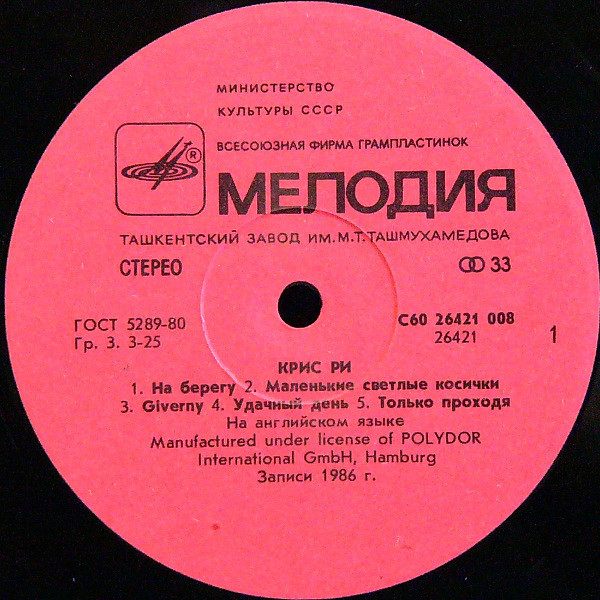 МИНИСТЕРСТВО
КУЛЬТУРЫ СССР
ВСЕСОЮЗНАЯ ФИРМА ГРАМПЛАСТИНОК
®
МЕЛОДИЯ
ТАШКЕНТСКИЙ ЗАВОД ИМ. М.Т. ТАШМУХАМЕДОВА
СТЕРЕО
33
ГОСТ 5289-80
Гр. 3. 3-25
С60 26421 008
26421
1
КРИС РИ
1. На берегу 2. Маленькие светлые косички
3. Giverny 4. Удачный день 5. Только проходя
На английском языке
Manufactured under license of POLYDOR
International GmbH, Hamburg
Записи 1986 г.